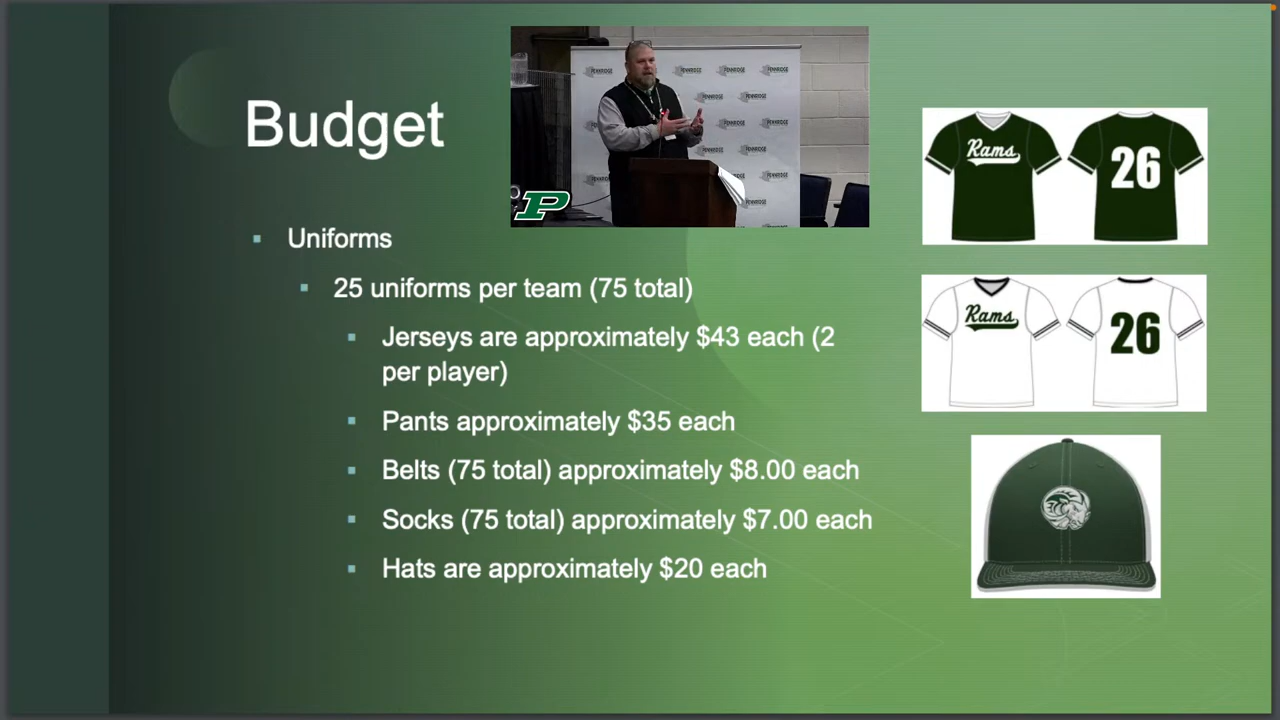 Budget
PENNRIDGE
P
Uniforms
25 uniforms per team (75 total)
Jerseys are approximately $43 each (2
per player)
Pants approximately $35 each
Belts (75 total) approximately $8.00 each
Socks (75 total) approximately $7.00 each
Hats are approximately $20 each
Rams
26
Rams
26